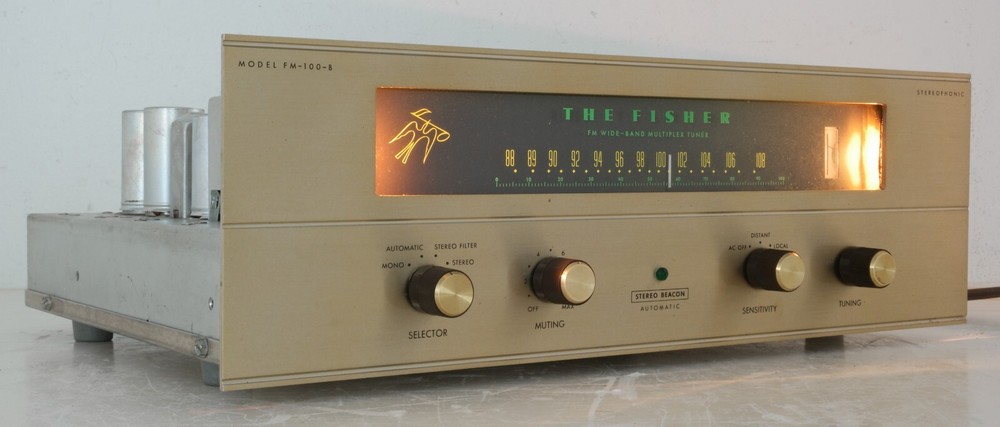 MODEL FM-100-B
STEREOPHONIC
THE FISHER
FM WIDE-BAND MULTIPLEX TUNER
88 89 90 92 94 96 98 100 102 104 106 108
AUTOMATIC STEREO FILTER
MONO STEREO
SELECTOR
4 6
OFF MAX
MUTING
STEREO BEACON
AUTOMATIC
DISTANT
AC OFF LOCAL
SENSITIVITY
TUNING